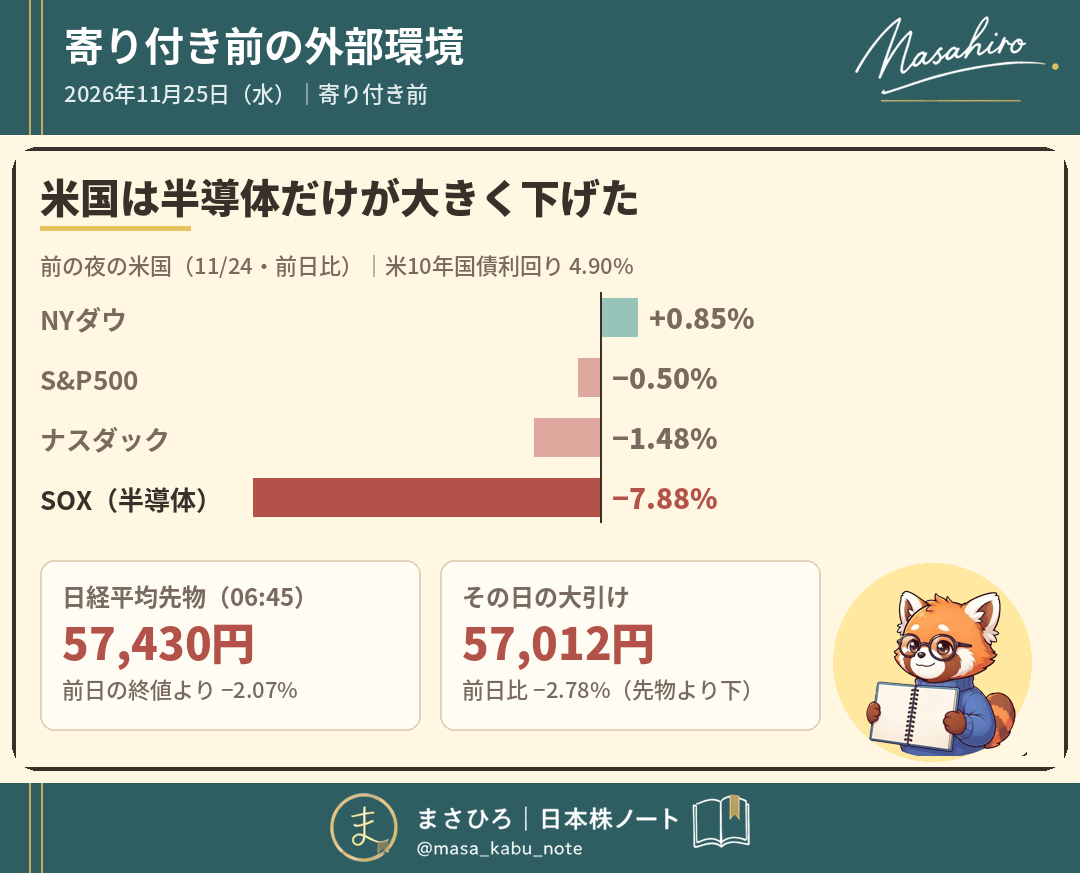 寄り付き前の外部環境
Masahiro
2026年11月25日（水）｜寄り付き前
米国は半導体だけが大きく下げた
前の夜の米国（11/24・前日比）｜米10年国債利回り 4.90%
NYダウ +0.85%
S&P500 −0.50%
ナスダック −1.48%
SOX（半導体） −7.88%
日経平均先物（06:45）
57,430円
前日の終値より −2.07%
その日の大引け
57,012円
前日比 −2.78%（先物より下）
ま
まさひろ｜日本株ノート
@masa_kabu_note